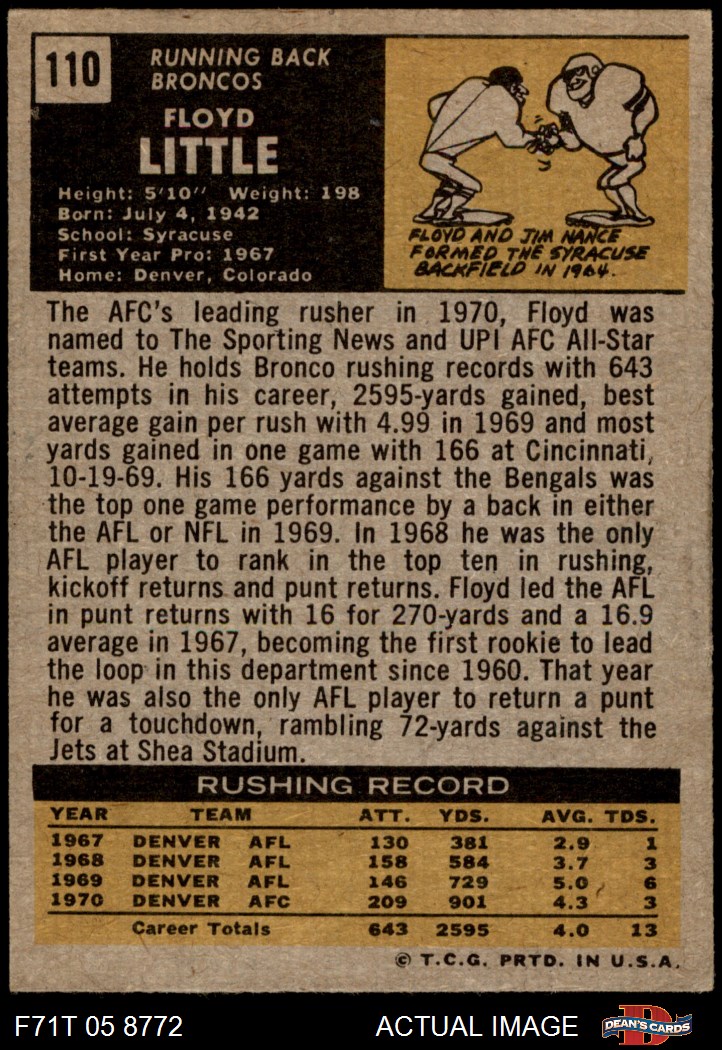 110
RUNNING BACK
BRONCOS
FLOYD
LITTLE
Height: 5'10" Weight: 198
Born: July 4, 1942
School: Syracuse
First Year Pro: 1967
Home: Denver, Colorado
FLOYD AND JIM NANCE
FORMED THE SYRACUSE
BACKFIELD IN 1964.
The AFC's leading rusher in 1970, Floyd was
named to The Sporting News and UPI AFC All-Star
teams. He holds Bronco rushing records with 643
attempts in his career, 2595-yards gained, best
average gain per rush with 4.99 in 1969 and most
yards gained in one game with 166 at Cincinnati,
10-19-69. His 166 yards against the Bengals was
the top one game performance by a back in either
the AFL or NFL in 1969. In 1968 he was the only
AFL player to rank in the top ten in rushing,
kickoff returns and punt returns. Floyd led the AFL
in punt returns with 16 for 270-yards and a 16.9
average in 1967, becoming the first rookie to lead
the loop in this department since 1960. That year
he was also the only AFL player to return a punt
for a touchdown, rambling 72-yards against the
Jets at Shea Stadium.
RUSHING RECORD
YEAR TEAM ATT. YDS. AVG. TDS.
1967 DENVER AFL 130 381 2.9 1
1968 DENVER AFL 158 584 3.7 3
1969 DENVER AFL 146 729 5.0 6
1970 DENVER AFC 209 901 4.3 3
Career Totals 643 2595 4.0 13
© T.C.G. PRTD. IN U.S.A.
F71T 05 8772 ACTUAL IMAGE
D
DEAN'S CARDS